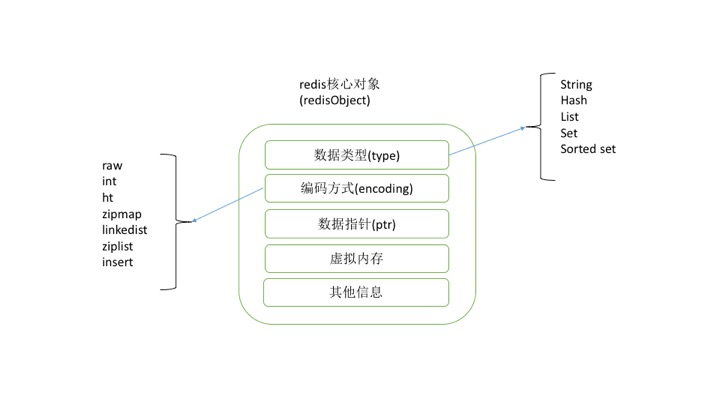 redis核心对象
(redisObject)
数据类型(type)
编码方式(encoding)
数据指针(ptr)
虚拟内存
其他信息
raw
int
ht
zipmap
linkedist
ziplist
insert
String
Hash
List
Set
Sorted set